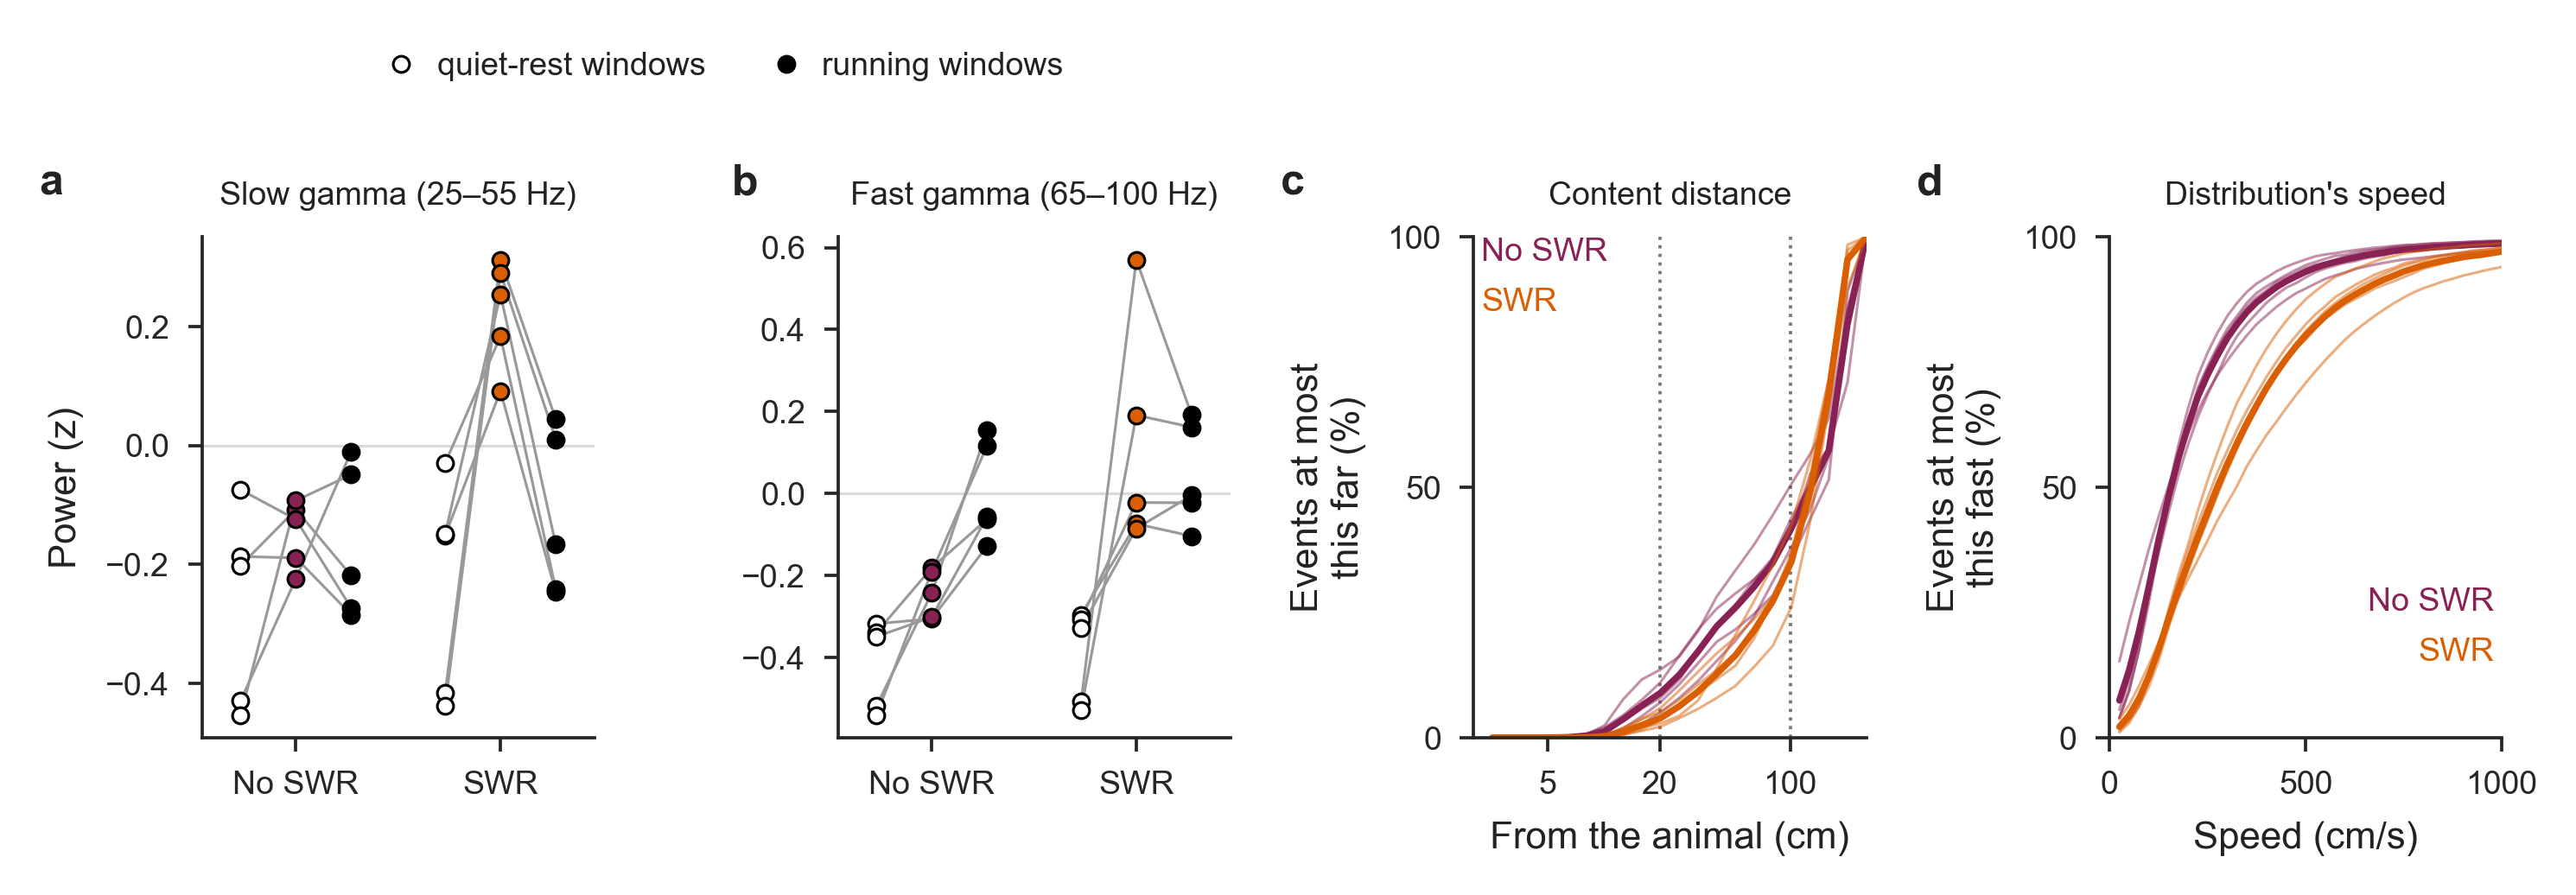 quiet-rest windows
running windows
a
Slow gamma (25–55 Hz)
Power (z)
0.2
0.0
−0.2
−0.4
No SWR
SWR
b
Fast gamma (65–100 Hz)
0.6
0.4
0.2
0.0
−0.2
−0.4
No SWR
SWR
c
Content distance
Events at most
this far (%)
100
50
0
No SWR
SWR
5
20
100
From the animal (cm)
d
Distribution's speed
Events at most
this fast (%)
100
50
0
No SWR
SWR
0
500
1000
Speed (cm/s)